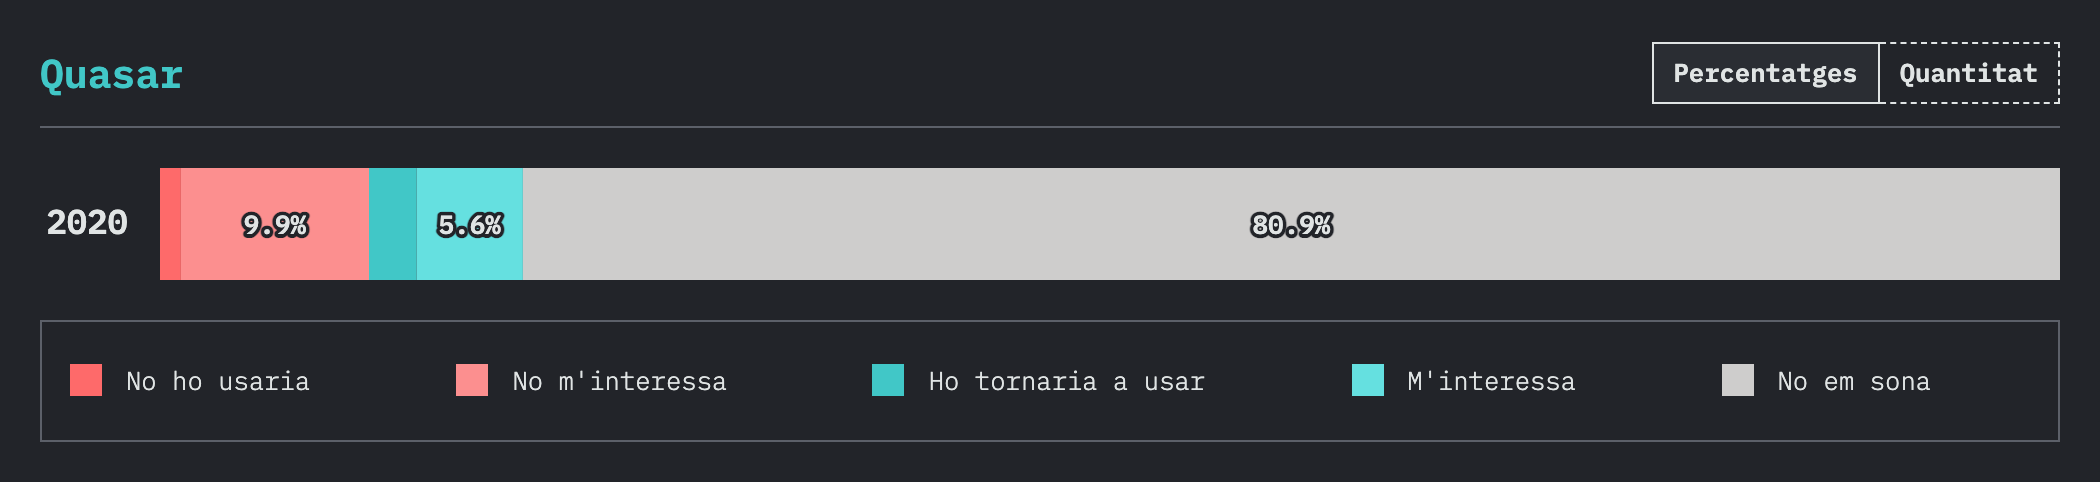 Quasar
Percentatges Quantitat
2020 9.9% 5.6% 80.9%
No ho usaria No m'interessa Ho tornaria a usar M'interessa No em sona